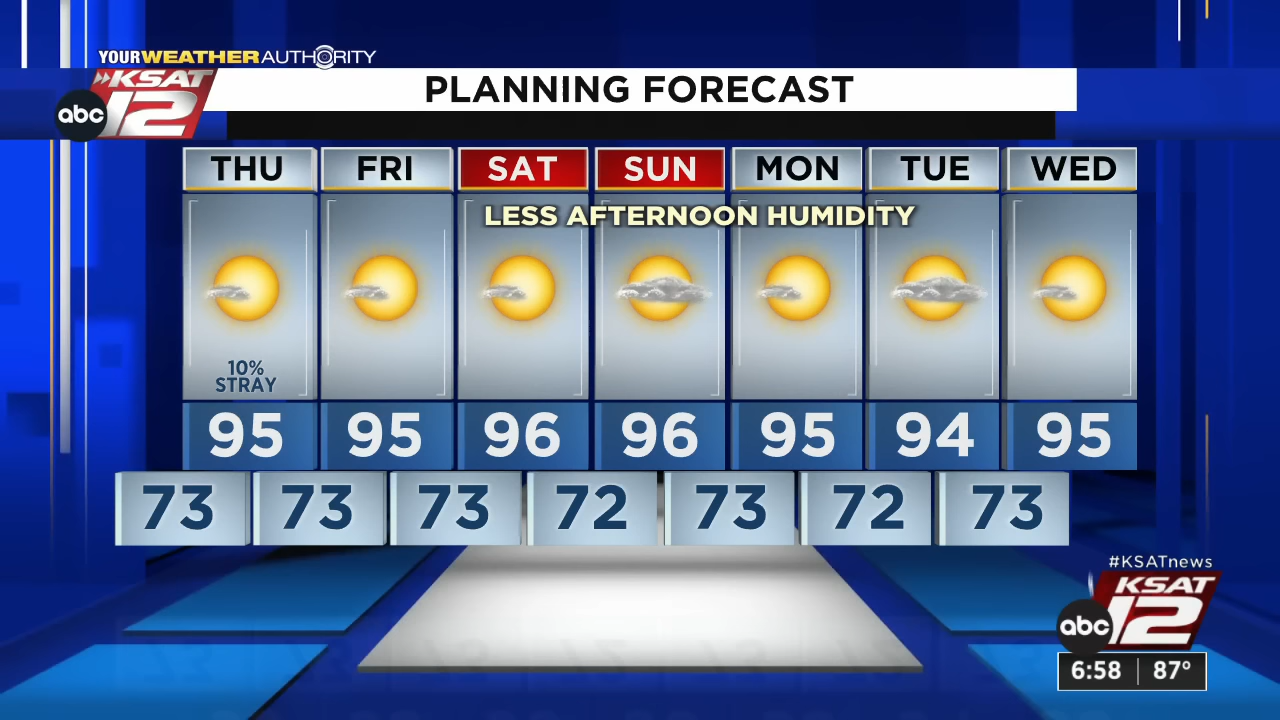 YOURWEATHERAUTHORITY
KSAT
abc 12
PLANNING FORECAST
THU FRI SAT SUN MON TUE WED
LESS AFTERNOON HUMIDITY
10%
STRAY
95 95 96 96 95 94 95
73 73 73 72 73 72 73
#KSATnews
KSAT
abc 12
6:58 87°